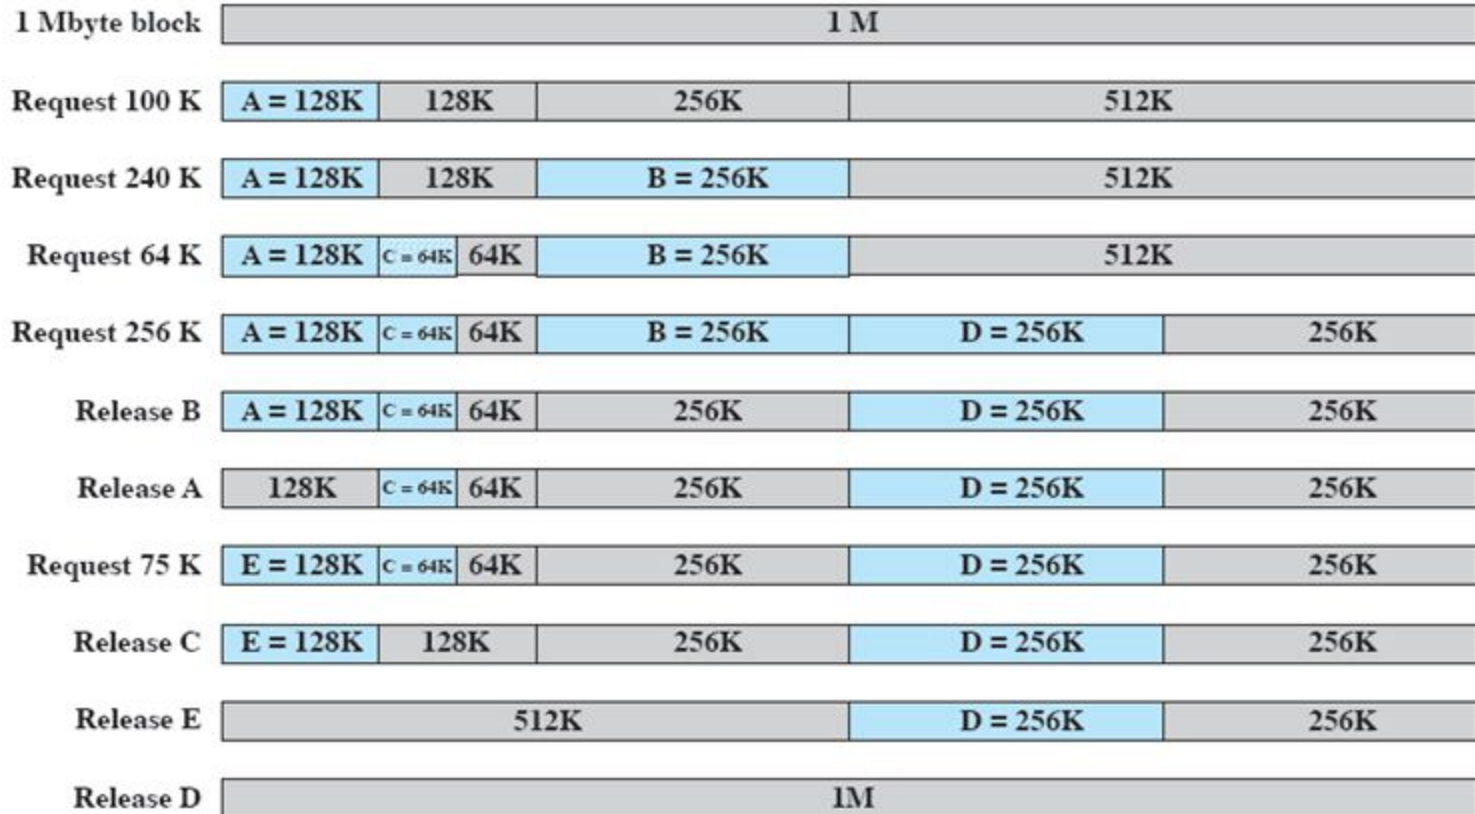 1 Mbyte block 1 M
Request 100 K A = 128K 128K 256K 512K
Request 240 K A = 128K 128K B = 256K 512K
Request 64 K A = 128K C = 64K 64K B = 256K 512K
Request 256 K A = 128K C = 64K 64K B = 256K D = 256K 256K
Release B A = 128K C = 64K 64K 256K D = 256K 256K
Release A 128K C = 64K 64K 256K D = 256K 256K
Request 75 K E = 128K C = 64K 64K 256K D = 256K 256K
Release C E = 128K 128K 256K D = 256K 256K
Release E 512K D = 256K 256K
Release D 1M